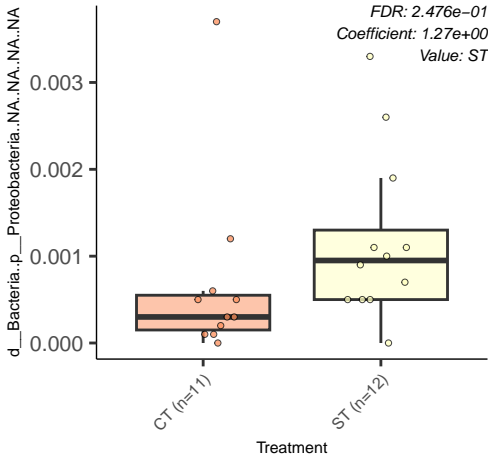 FDR: 2.476e−01
Coefficient: 1.27e+00
Value: ST
d__Bacteria..p__Proteobacteria..NA..NA..NA..NA..NA
0.003
0.002
0.001
0.000
CT (n=11)
ST (n=12)
Treatment